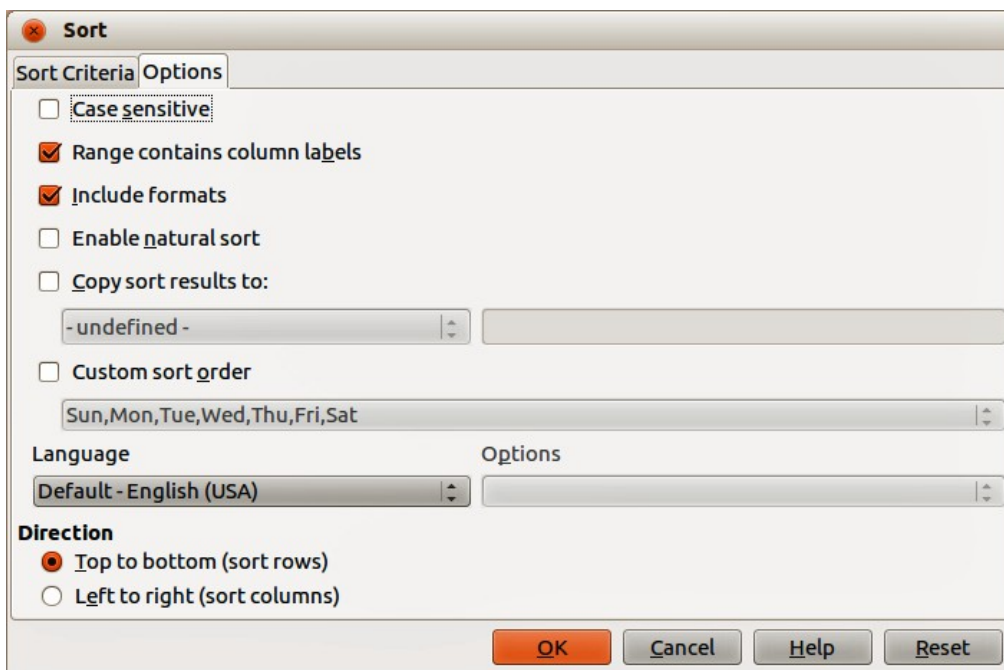 Sort
Sort Criteria Options
Case sensitive
Range contains column labels
Include formats
Enable natural sort
Copy sort results to:
- undefined -
Custom sort order
Sun,Mon,Tue,Wed,Thu,Fri,Sat
Language Options
Default - English (USA)
Direction
Top to bottom (sort rows)
Left to right (sort columns)
OK Cancel Help Reset